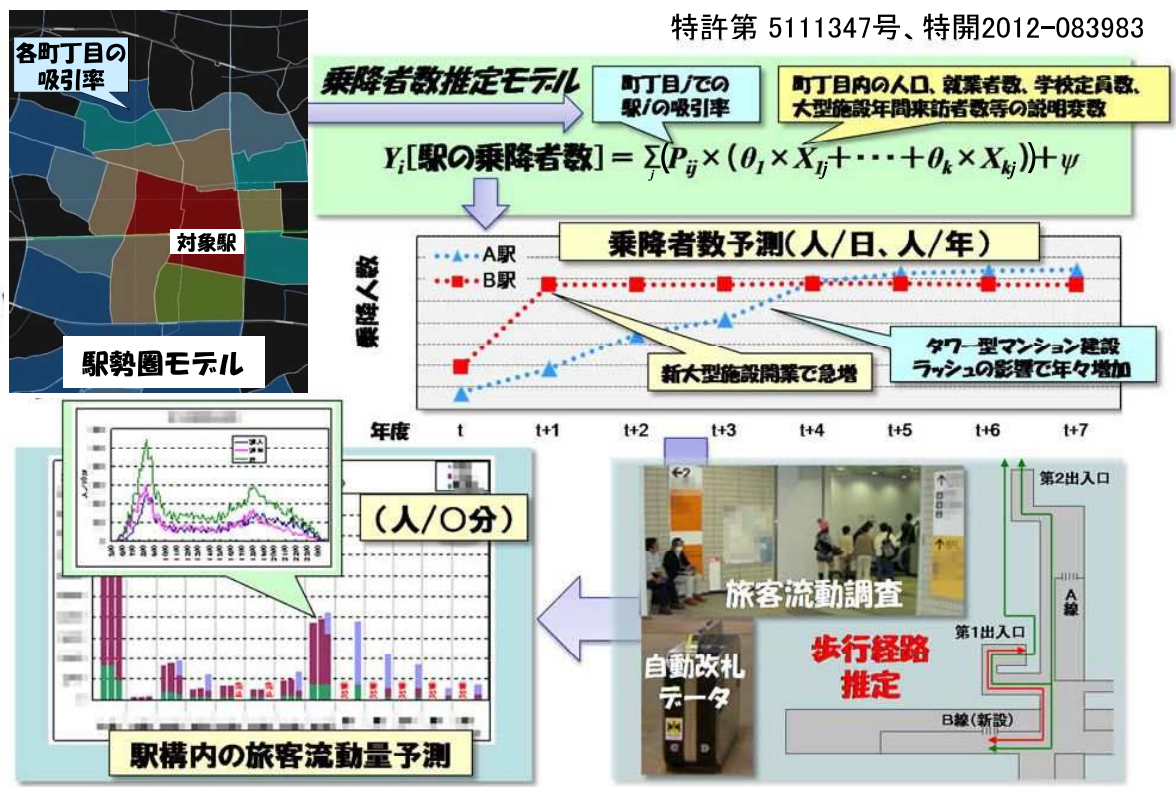 特許第 5111347号、特開2012-083983
各町丁目の
吸引率
対象駅
駅勢圏モデル
乗降者数推定モデル
町丁目jでの
駅iの吸引率
町丁目内の人口、就業者数、学校定員数、
大型施設年間来訪者数等の説明変数
Yi[駅の乗降者数] = Σj(Pij×(θ1×X1j+・・・+θk×Xkj))+ψ
乗降者数予測(人/日、人/年)
A駅
B駅
乗降人数
新大型施設開業で急増
タワー型マンション建設
ラッシュの影響で年々増加
年度 t t+1 t+2 t+3 t+4 t+5 t+6 t+7
(人/〇分)
駅構内の旅客流動量予測
←2
旅客流動調査
自動改札
データ
C D
歩行経路
推定
第2出入口
A線
第1出入口
B線(新設)